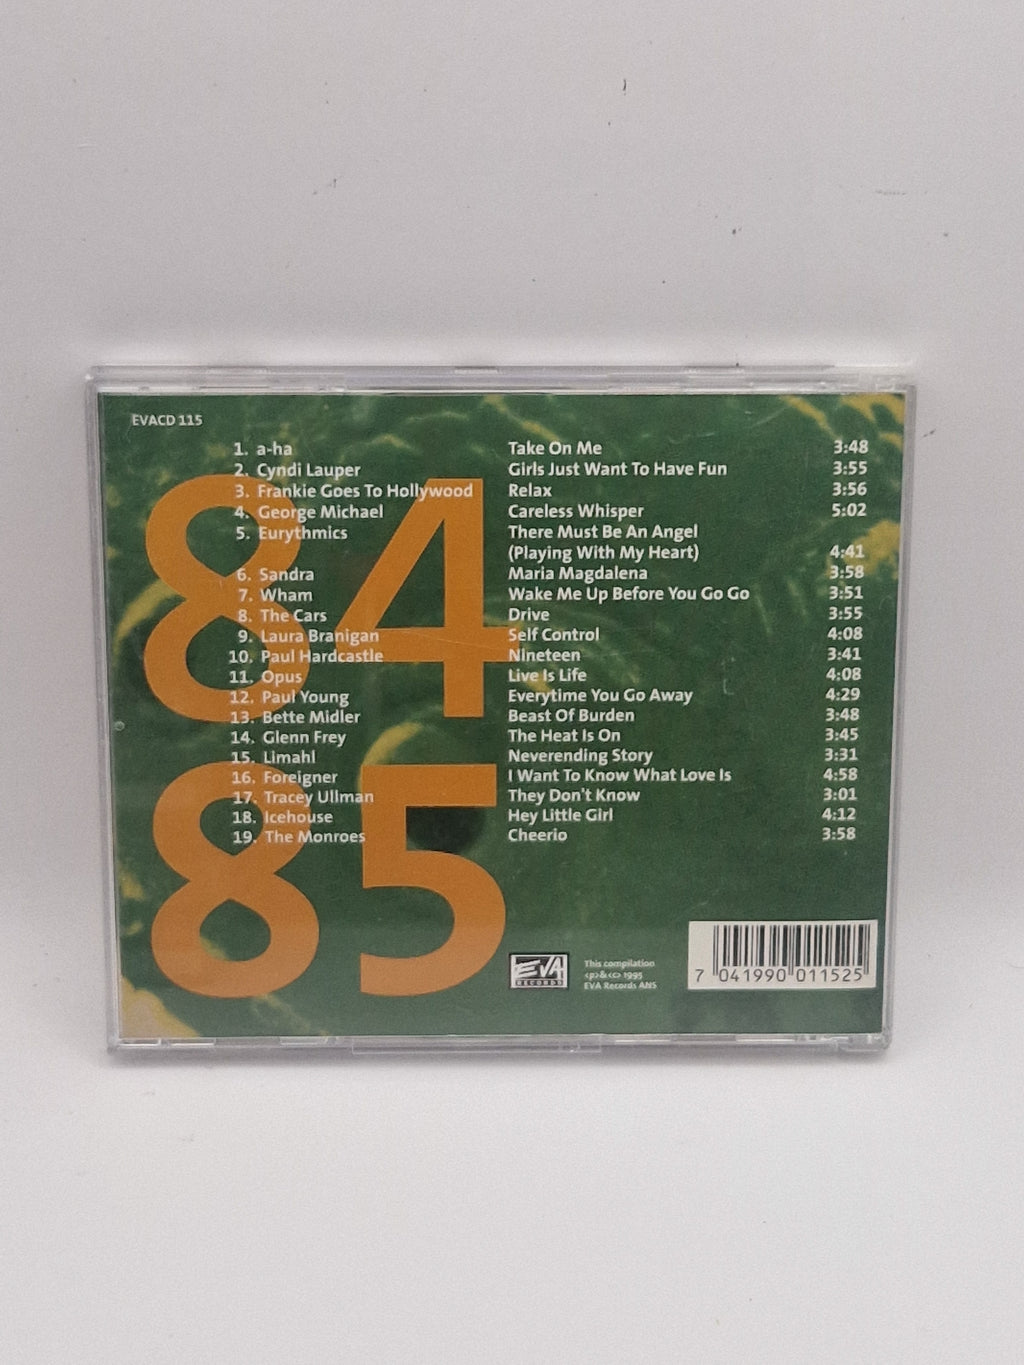 EVACD 115
1. a-ha Take On Me 3:48
2. Cyndi Lauper Girls Just Want To Have Fun 3:55
3. Frankie Goes To Hollywood Relax 3:56
4. George Michael Careless Whisper 5:02
5. Eurythmics There Must Be An Angel
(Playing With My Heart) 4:41
6. Sandra Maria Magdalena 3:58
7. Wham Wake Me Up Before You Go Go 3:51
8. The Cars Drive 3:55
9. Laura Branigan Self Control 4:08
10. Paul Hardcastle Nineteen 3:41
11. Opus Live Is Life 4:08
12. Paul Young Everytime You Go Away 4:29
13. Bette Midler Beast Of Burden 3:48
14. Glenn Frey The Heat Is On 3:45
15. Limahl Neverending Story 3:31
16. Foreigner I Want To Know What Love Is 4:58
17. Tracey Ullman They Don't Know 3:01
18. Icehouse Hey Little Girl 4:12
19. The Monroes Cheerio 3:58
84
85
EVA
RECORDS
This compilation
<p>&<c> 1995
EVA Records ANS
7 041990 011525